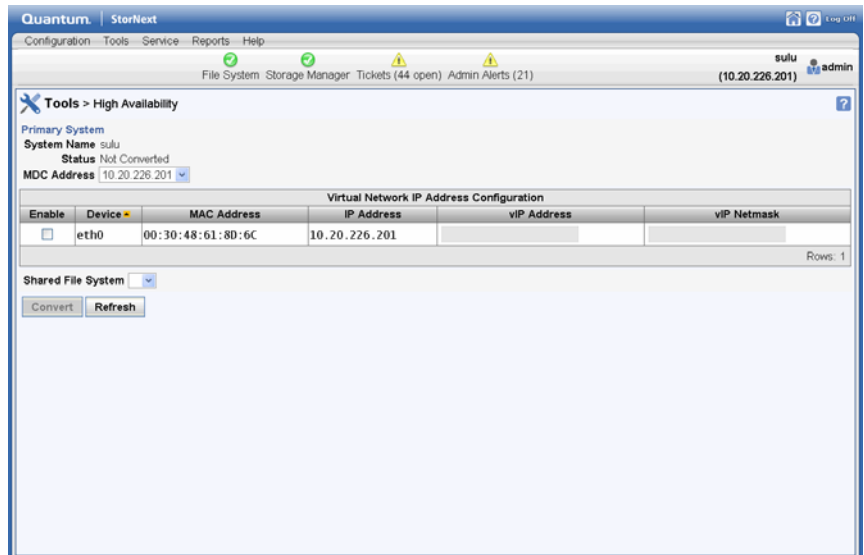 Quantum. | StorNext Log Off
Configuration Tools Service Reports Help
File System Storage Manager Tickets (44 open) Admin Alerts (21)
sulu
(10.20.226.201)
admin
Tools > High Availability
Primary System
System Name sulu
Status Not Converted
MDC Address 10.20.226.201
Virtual Network IP Address Configuration
Enable Device MAC Address IP Address vIP Address vIP Netmask
eth0 00:30:48:61:8D:6C 10.20.226.201
Rows: 1
Shared File System
Convert Refresh